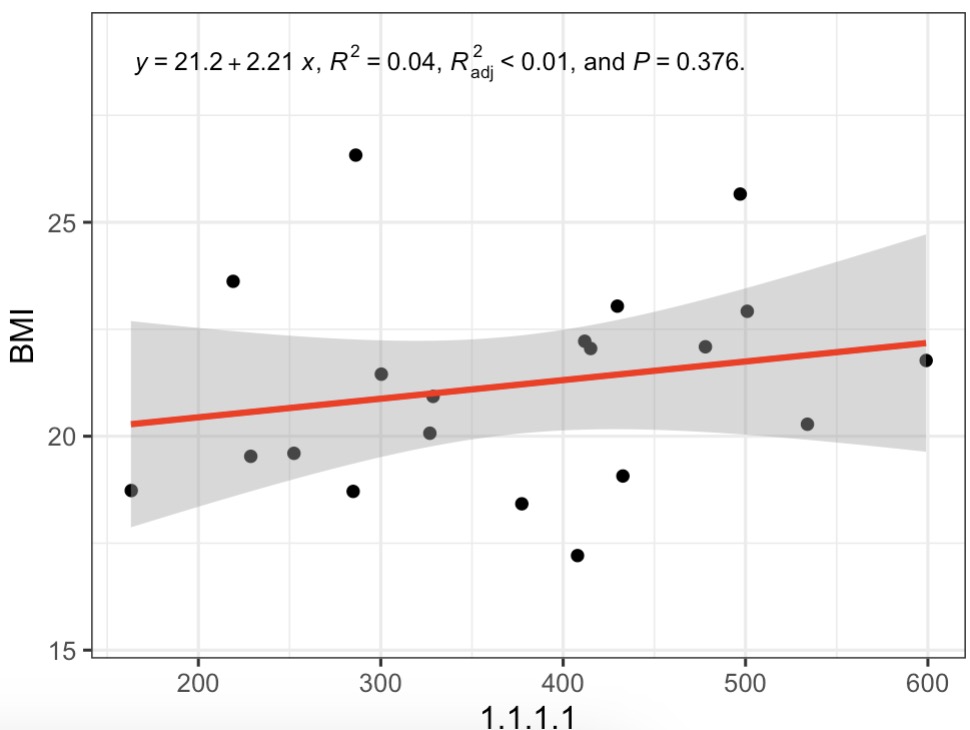 y = 21.2 + 2.21 x, R² = 0.04, R²adj < 0.01, and P = 0.376.
25
20
15
BMI
200 300 400 500 600
1.1.1.1